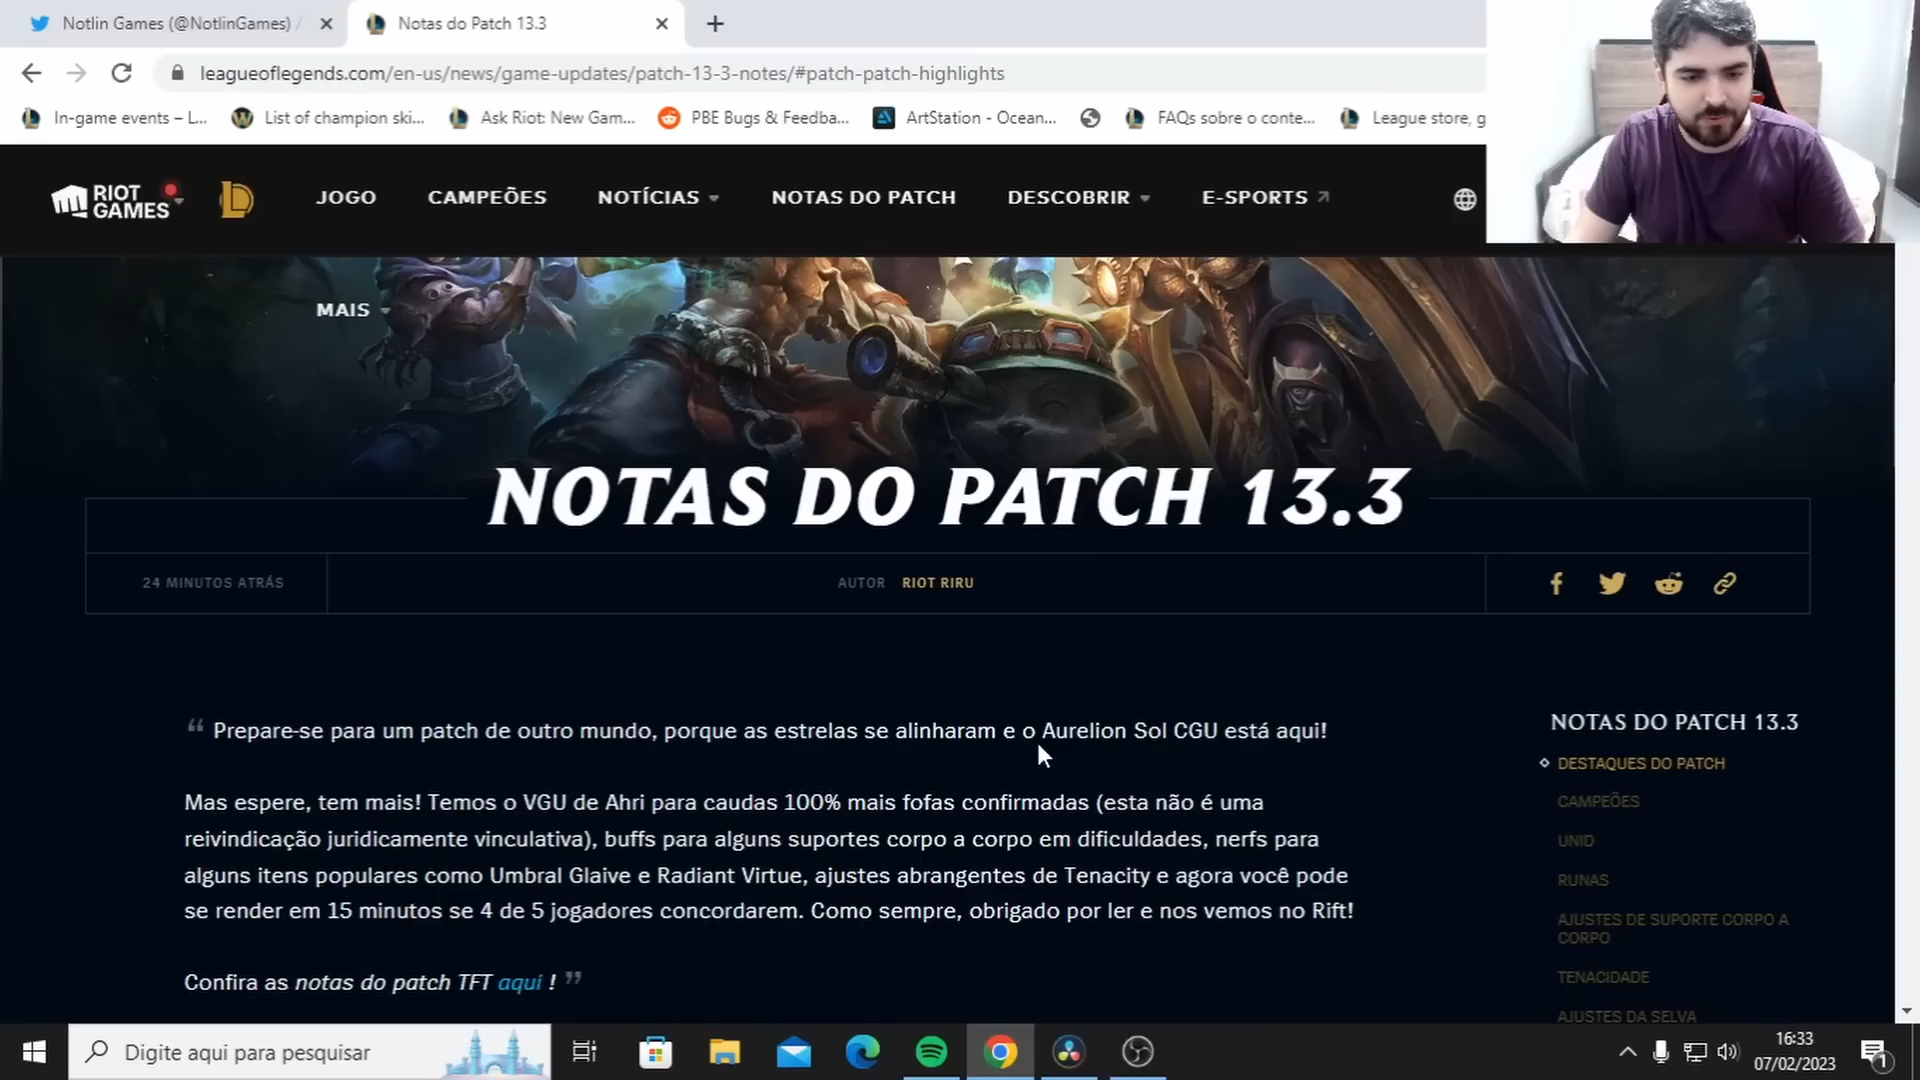 Notlin Games (@NotlinGames) /
Notas do Patch 13.3
leagueoflegends.com/en-us/news/game-updates/patch-13-3-notes/#patch-patch-highlights
In-game events – L...
List of champion ski...
Ask Riot: New Gam...
PBE Bugs & Feedba...
ArtStation - Ocean...
FAQs sobre o conte...
League store, g
RIOT
GAMES
JOGO
CAMPEÕES
NOTÍCIAS
NOTAS DO PATCH
DESCOBRIR
E-SPORTS
MAIS
NOTAS DO PATCH 13.3
24 MINUTOS ATRÁS
AUTOR RIOT RIRU
“ Prepare-se para um patch de outro mundo, porque as estrelas se alinharam e o Aurelion Sol CGU está aqui!
Mas espere, tem mais! Temos o VGU de Ahri para caudas 100% mais fofas confirmadas (esta não é uma
reivindicação juridicamente vinculativa), buffs para alguns suportes corpo a corpo em dificuldades, nerfs para
alguns itens populares como Umbral Glaive e Radiant Virtue, ajustes abrangentes de Tenacity e agora você pode
se render em 15 minutos se 4 de 5 jogadores concordarem. Como sempre, obrigado por ler e nos vemos no Rift!
Confira as notas do patch TFT aqui ! ”
NOTAS DO PATCH 13.3
DESTAQUES DO PATCH
CAMPEÕES
UNID
RUNAS
AJUSTES DE SUPORTE CORPO A
CORPO
TENACIDADE
AJUSTES DA SELVA
Digite aqui para pesquisar
16:33
07/02/2023
1